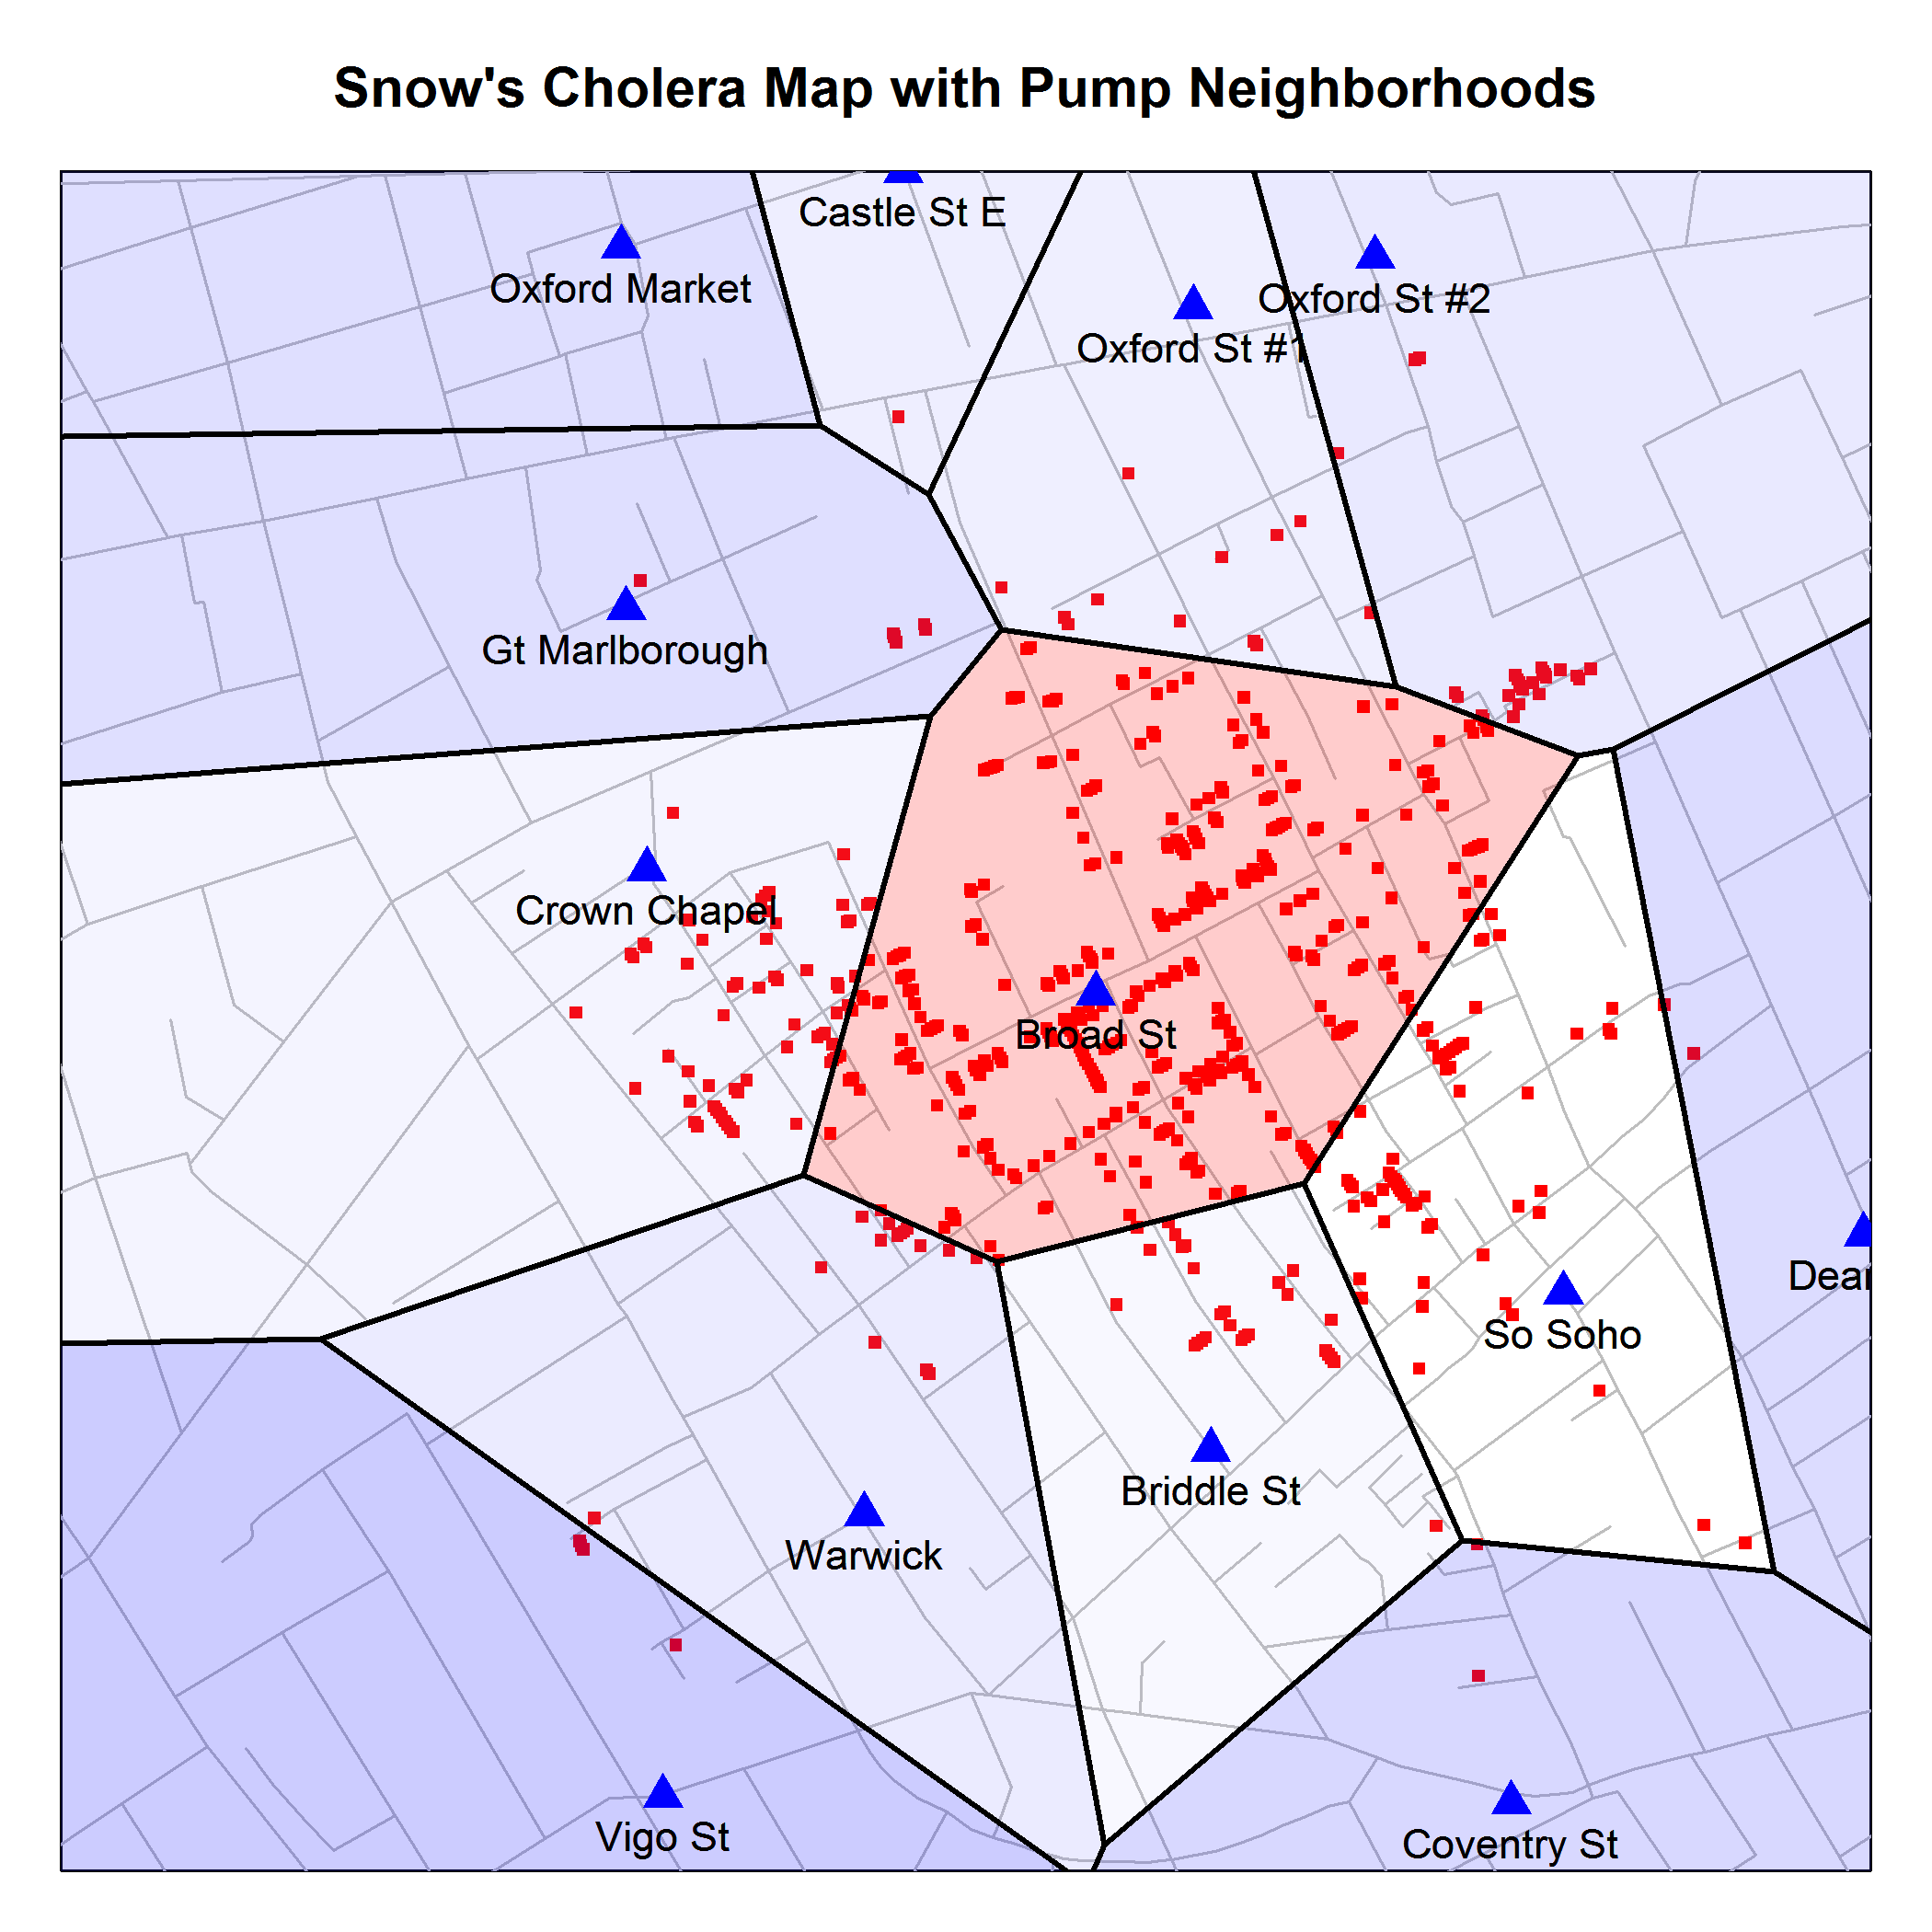 Snow's Cholera Map with Pump Neighborhoods
Castle St E
Oxford Market
Oxford St #2
Oxford St #1
Gt Marlborough
Crown Chapel
Broad St
Dean
So Soho
Briddle St
Warwick
Vigo St
Coventry St